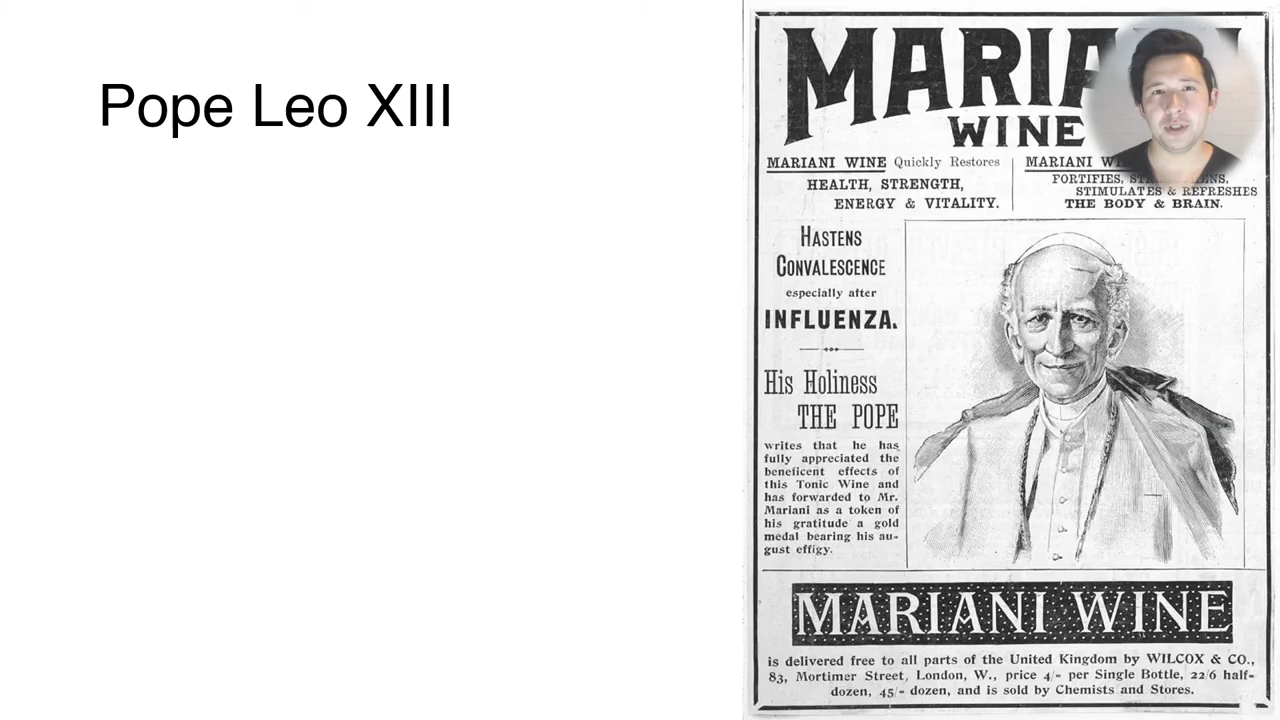 Pope Leo XIII
WINE
MARIANI WINE Quickly Restores
HEALTH, STRENGTH,
ENERGY & VITALITY.
MARIANI
FORTIFIES,
STIMULATES & REFRESHES
THE BODY & BRAIN.
HASTENS
CONVALESCENCE
especially after
INFLUENZA.
His Holiness
THE POPE
writes that he has
fully appreciated the
beneficent effects of
this Tonic Wine and
has forwarded to Mr.
Mariani as a token of
his gratitude a gold
medal bearing his au-
gust effigy.
MARIANI WINE
is delivered free to all parts of the United Kingdom by WILCOX & CO.,
83, Mortimer Street, London, W., price 4/- per Single Bottle, 22/6 half-
dozen, 45/- dozen, and is sold by Chemists and Stores.